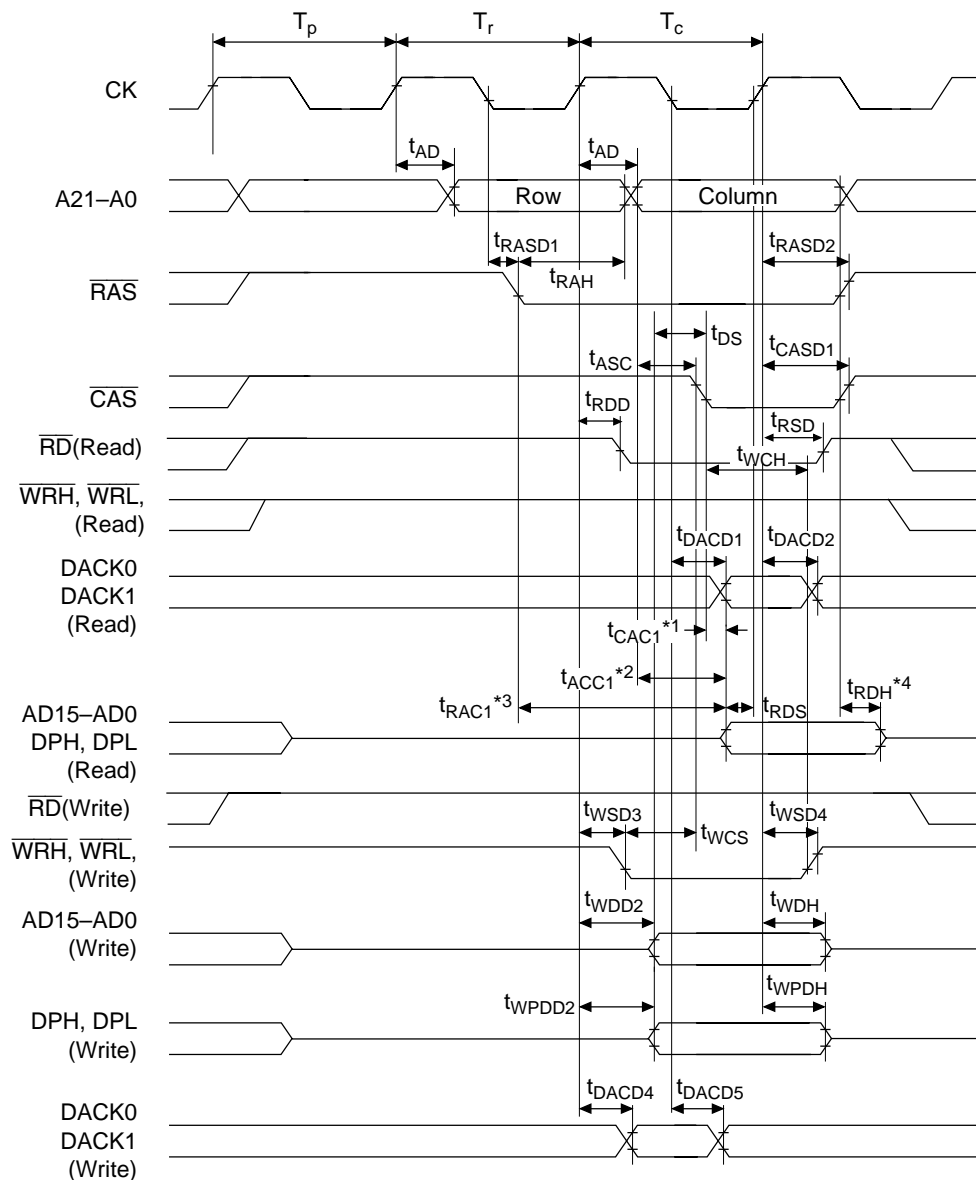 Tp Tr Tc
CK
tAD tAD
A21–A0 Row Column
tRASD1 tRASD2
tRAH
RAS
tDS
tASC tCASD1
CAS
tRDD tRSD
RD(Read)
tWCH
WRH, WRL,
(Read)
tDACD1 tDACD2
DACK0
DACK1
(Read)
tCAC1*1
tACC1*2
tRAC1*3 tRDS tRDH*4
AD15–AD0
DPH, DPL
(Read)
RD(Write)
tWSD3 tWSD4
tWCS
WRH, WRL,
(Write)
tWDD2 tWDH
AD15–AD0
(Write)
tWPDD2 tWPDH
DPH, DPL
(Write)
tDACD4 tDACD5
DACK0
DACK1
(Write)